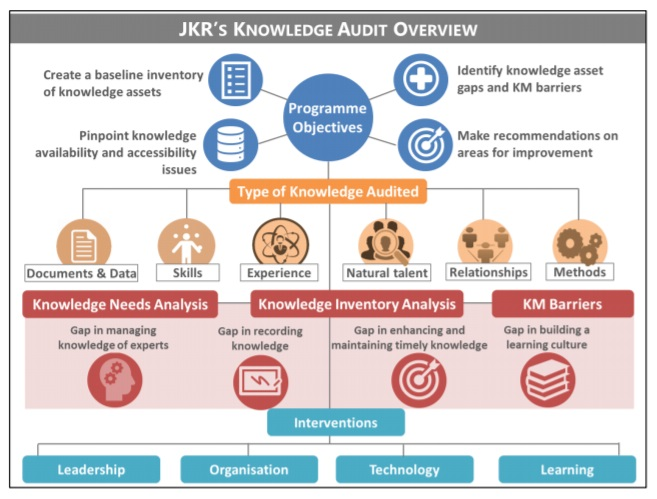 JKR'S KNOWLEDGE AUDIT OVERVIEW
Create a baseline inventory
of knowledge assets
Programme
Objectives
Identify knowledge asset
gaps and KM barriers
Pinpoint knowledge
availability and accessibility
issues
Make recommendations on
areas for improvement
Type of Knowledge Audited
Documents & Data
Skills
Experience
Natural talent
Relationships
Methods
Knowledge Needs Analysis
Knowledge Inventory Analysis
KM Barriers
Gap in managing
knowledge of experts
Gap in recording
knowledge
Gap in enhancing and
maintaining timely knowledge
Gap in building a
learning culture
Interventions
Leadership
Organisation
Technology
Learning